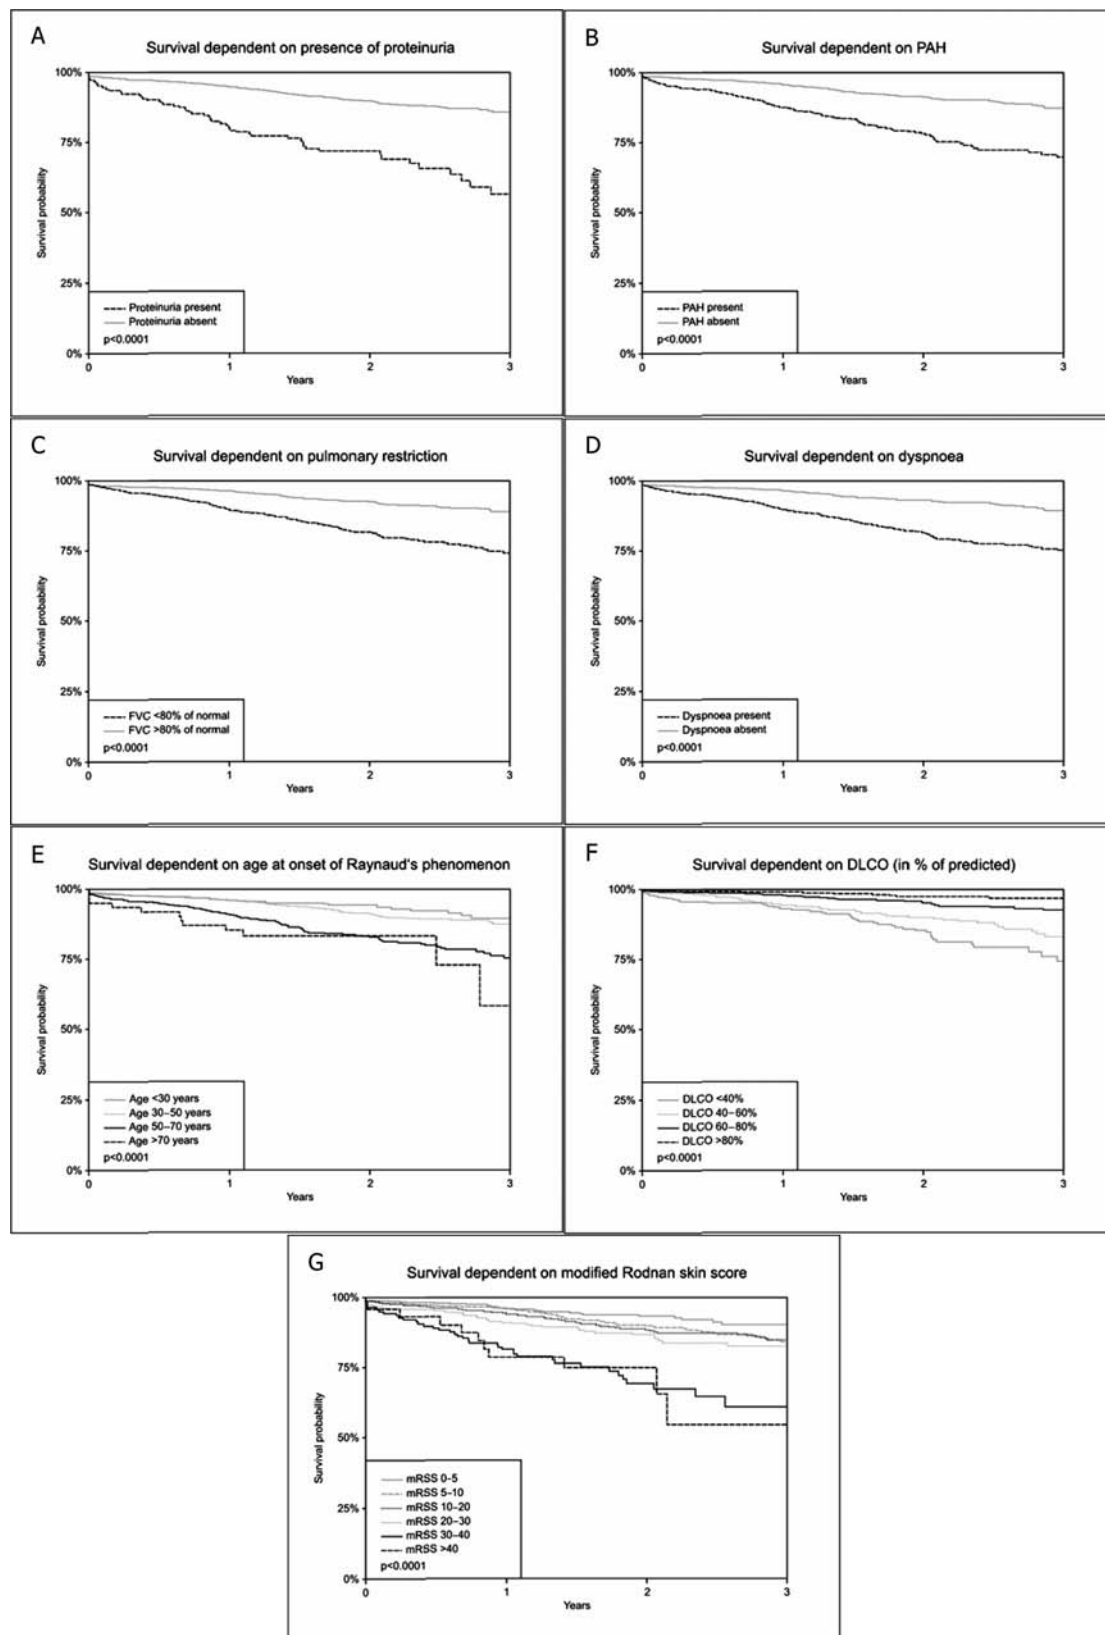 A
Survival dependent on presence of proteinuria
100%
75%
50%
25%
0%
Survival probability
Proteinuria present
Proteinuria absent
p<0.0001
0 1 2 3
Years
B
Survival dependent on PAH
100%
75%
50%
25%
0%
Survival probability
PAH present
PAH absent
p<0.0001
0 1 2 3
Years
C
Survival dependent on pulmonary restriction
100%
75%
50%
25%
0%
Survival probability
FVC <80% of normal
FVC >80% of normal
p<0.0001
0 1 2 3
Years
D
Survival dependent on dyspnoea
100%
75%
50%
25%
0%
Survival probability
Dyspnoea present
Dyspnoea absent
p<0.0001
0 1 2 3
Years
E
Survival dependent on age at onset of Raynaud's phenomenon
100%
75%
50%
25%
0%
Survival probability
Age <30 years
Age 30–50 years
Age 50–70 years
Age >70 years
p<0.0001
0 1 2 3
Years
F
Survival dependent on DLCO (in % of predicted)
100%
75%
50%
25%
0%
Survival probability
DLCO <40%
DLCO 40–60%
DLCO 60–80%
DLCO >80%
p<0.0001
0 1 2 3
Years
G
Survival dependent on modified Rodnan skin score
100%
75%
50%
25%
0%
Survival probability
mRSS 0-5
mRSS 5–10
mRSS 10–20
mRSS 20–30
mRSS 30–40
mRSS >40
p<0.0001
0 1 2 3
Years